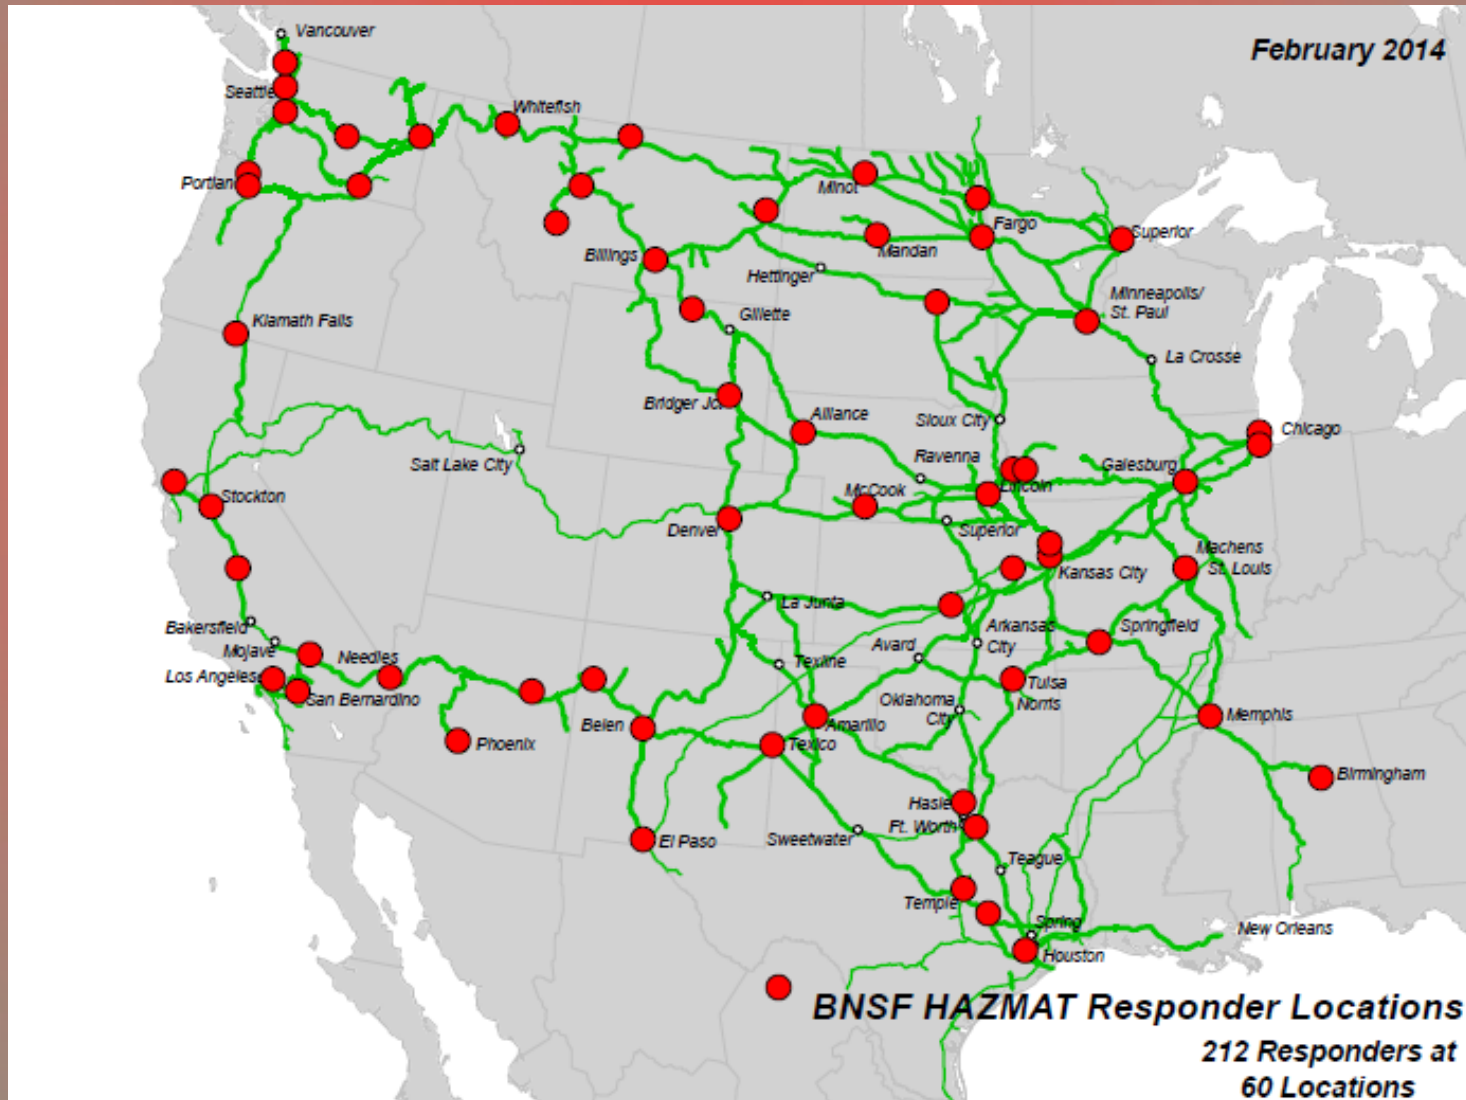 Vancouver
February 2014
Seattle
Whitefish
Portlan
Minot
Fargo
Superior
Mandan
Billings
Hettinger
Minneapolis/
St. Paul
Gillette
Klamath Falls
La Crosse
Bridger Jct
Alliance
Sioux City
Chicago
Salt Lake City
Ravenna
Galesburg
Stockton
McCook
Lincoln
Denver
Superior
Machens
St. Louis
Kansas City
La Junta
Bakersfield
Mojave
Needles
Avard
Arkansas
City
Springfield
Los Angeles
San Bernardino
Texline
Tulsa
Norris
Oklahoma
City
Belen
Amarillo
Memphis
Phoenix
Texico
Birmingham
Hasle
Ft. Worth
El Paso
Sweetwater
Teague
Temple
Spring
New Orleans
Houston
BNSF HAZMAT Responder Locations
212 Responders at
60 Locations